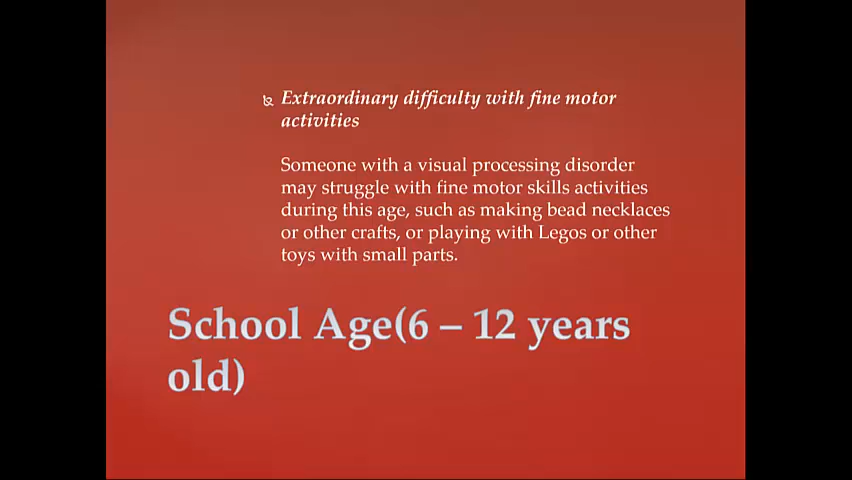 Extraordinary difficulty with fine motor
activities
Someone with a visual processing disorder
may struggle with fine motor skills activities
during this age, such as making bead necklaces
or other crafts, or playing with Legos or other
toys with small parts.
School Age(6 – 12 years
old)